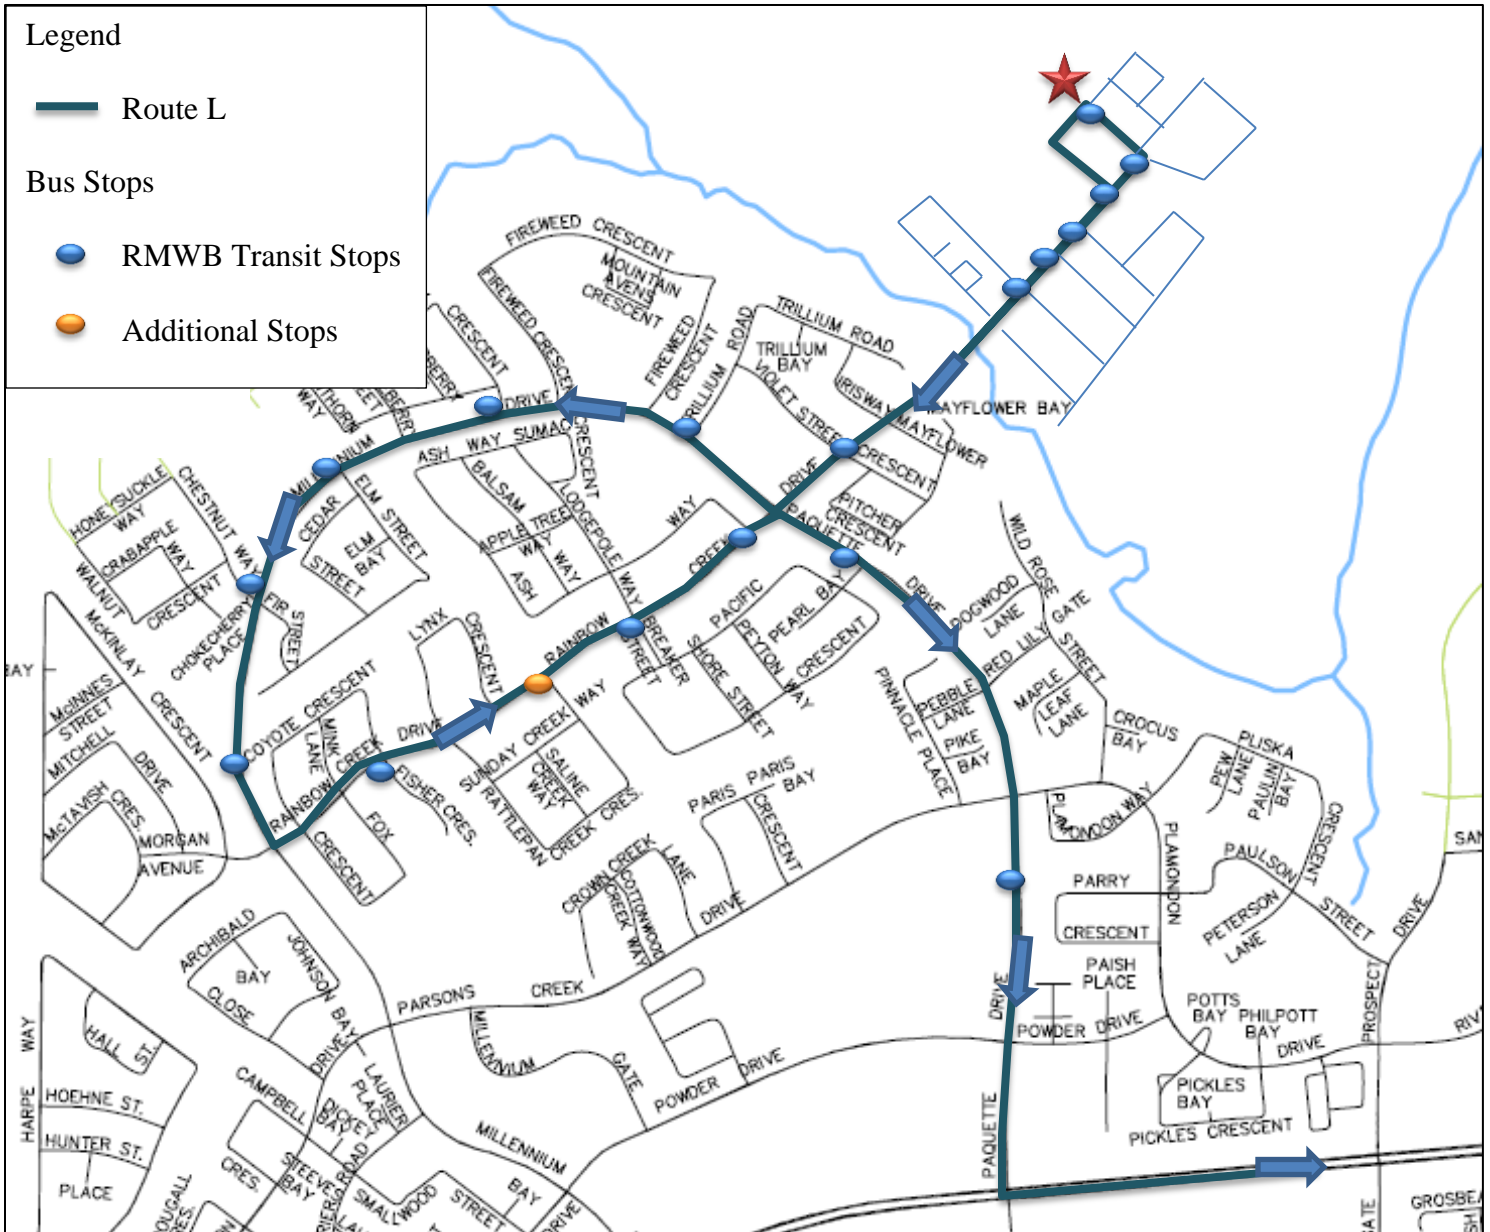 Legend
Route L
Bus Stops
RMWB Transit Stops
Additional Stops
FIREWEED CRESCENT
MOUNTAIN
AVENS
CRESCENT
FIREWEED CRESCENT
FIREWEED
CRESCENT
CRESCENT
TRILLIUM ROAD
TRILLIUM ROAD
TRILLIUM
BAY
VIOLET STREET
IRISWAY
MAYFLOWER BAY
MAYFLOWER
CRESCENT
DRIVE
PITCHER
CRESCENT
PAQUETTE
DRIVE
DRIVE
THORN
WAY
BERRY
MILLENIUM
ASH WAY
SUMAC
CRESCENT
BALSAM
WAY
APPLE TREE
WAY
ASH
LODGEPOLE WAY
ELM STREET
CEDAR
STREET
ELM
BAY
HONEYSUCKLE
WAY
CHESTNUT WAY
CRABAPPLE
WAY
WALNUT
CRESCENT
CHOKECHERRY
PLACE
FIR
STREET
CREEK
WAY
PACIFIC
PEARL BAY
PEYTON WAY
CRESCENT
SHORE STREET
BREAKER
STREET
RAINBOW
LYNX
CRESCENT
WILD ROSE
STREET
DOGWOOD
LANE
RED LILY GATE
MAPLE
LEAF
LANE
PEBBLE
LANE
PIKE
BAY
PINNACLE PLACE
CROCUS
BAY
PLISKA
CRESCENT
PEW
LANE
PAULINE
BAY
PLAMONDON WAY
PLAMONDON
PAULSON
STREET
PARRY
CRESCENT
PETERSON
LANE
PAISH
PLACE
PROSPECT
DRIVE
SAN
BAY
McKINLAY
CRESCENT
McINNES
STREET
MITCHELL
DRIVE
McTAVISH
CRES.
MORGAN
AVENUE
COYOTE CRESCENT
MINK
LANE
RAINBOW CREEK
DRIVE
FISHER CRES.
FOX
CRESCENT
SUNDAY CREEK
WAY
SALINE
CREEK
WAY
RATTLEPAN
CREEK CRES.
PARIS
CRESCENT
PARIS
BAY
CROWN CREEK
LANE
COTTONWOOD
CREEK WAY
DRIVE
PARSONS CREEK
ARCHIBALD
BAY
CLOSE
JOHNSON BAY
DRIVE
HARPE WAY
HALL ST.
HOEHNE ST.
HUNTER ST.
PLACE
CAMPBELL
CRES.
DICKEY
BAY
LAURIER
PLACE
STEEVES
BAY
ROAD
SMALLWOOD
MILLENNIUM
GATE
MILLENNIUM
BAY
STREET
DRIVE
POWDER DRIVE
DRIVE
POWDER DRIVE
PAQUETTE
POTTS
BAY
PHILPOTT
BAY
DRIVE
PICKLES
BAY
PICKLES CRESCENT
RIV
GROSBEA